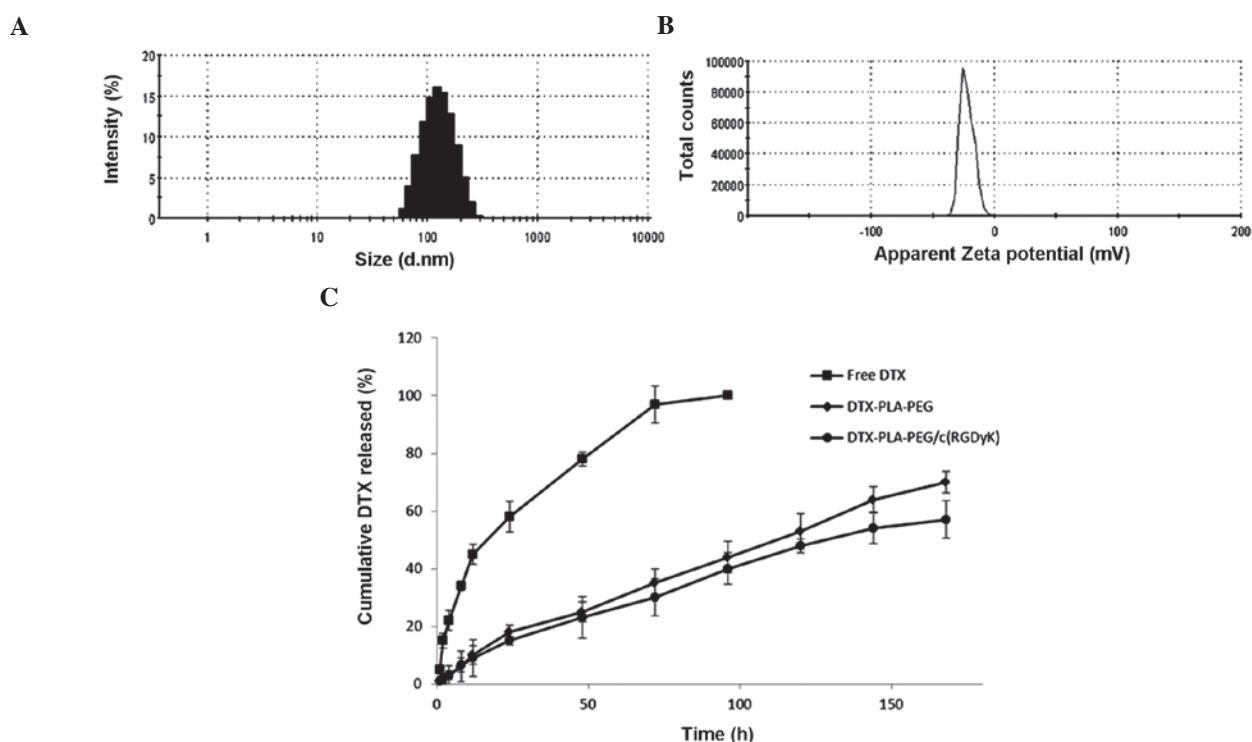 A
20
15
10
5
0
Intensity (%)
1
10
100
1000
10000
Size (d.nm)
B
100000
80000
60000
40000
20000
0
Total counts
-100
0
100
200
Apparent Zeta potential (mV)
C
120
100
80
60
40
20
0
Cumulative DTX released (%)
Free DTX
DTX-PLA-PEG
DTX-PLA-PEG/c(RGDyK)
0
50
100
150
Time (h)